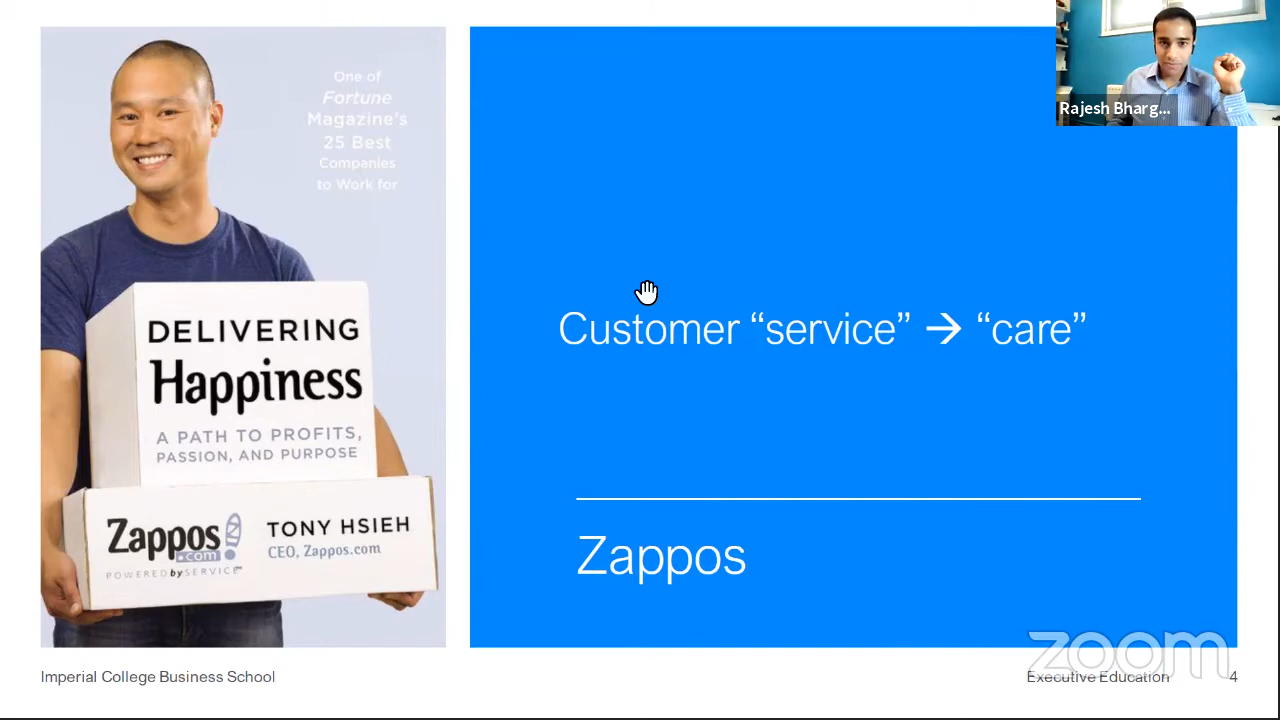 One of
Fortune
Magazine's
25 Best
Companies
to Work for
DELIVERING
Happiness
A PATH TO PROFITS,
PASSION, AND PURPOSE
Zappos
.com
POWERED by SERVICE™
TONY HSIEH
CEO, Zappos.com
Customer “service” → “care”
Zappos
Rajesh Bharg...
Imperial College Business School
Executive Education
4
zoom